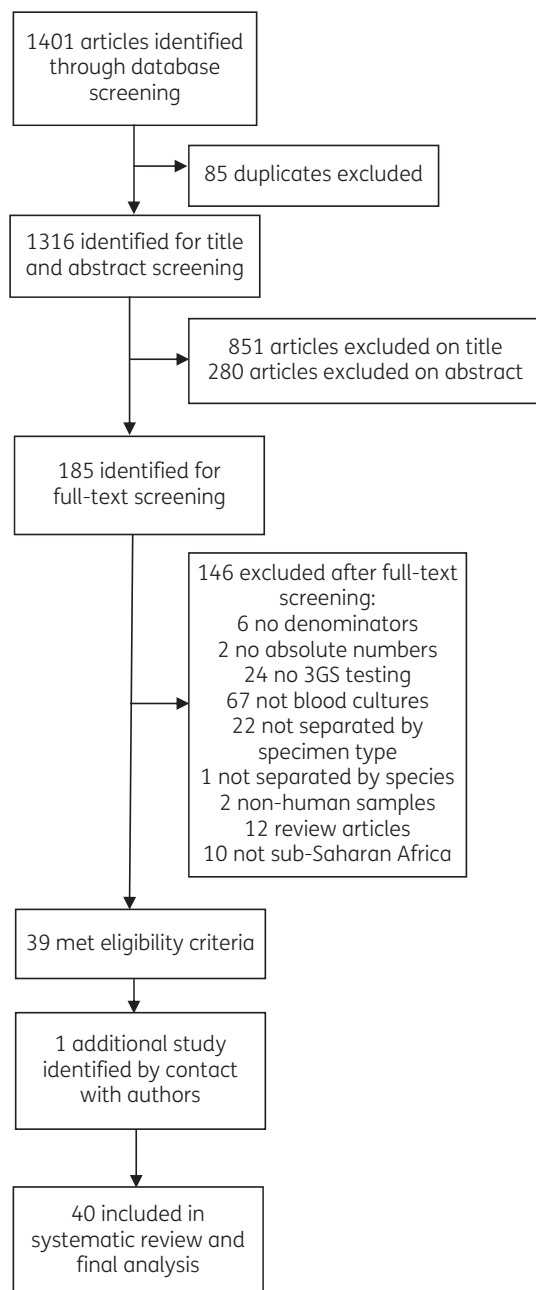 1401 articles identified
through database
screening
85 duplicates excluded
1316 identified for title
and abstract screening
851 articles excluded on title
280 articles excluded on abstract
185 identified for
full-text screening
146 excluded after full-text
screening:
6 no denominators
2 no absolute numbers
24 no 3GS testing
67 not blood cultures
22 not separated by
specimen type
1 not separated by species
2 non-human samples
12 review articles
10 not sub-Saharan Africa
39 met eligibility criteria
1 additional study
identified by contact
with authors
40 included in
systematic review and
final analysis